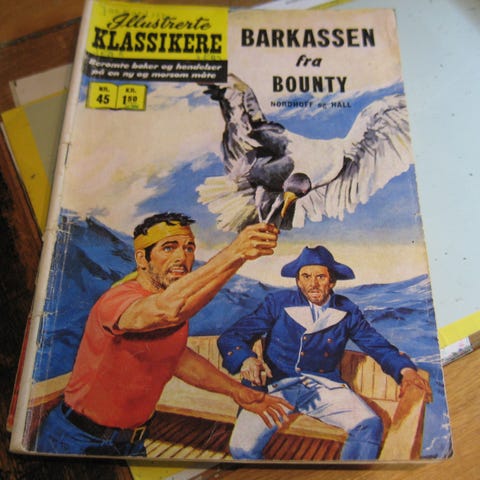 Illustrerte
KLASSIKERE
Berømte bøker og hendelser
på en ny og morsom måte
NR.
45
KR.
1.50
BARKASSEN
fra
BOUNTY
NORDHOFF og HALL